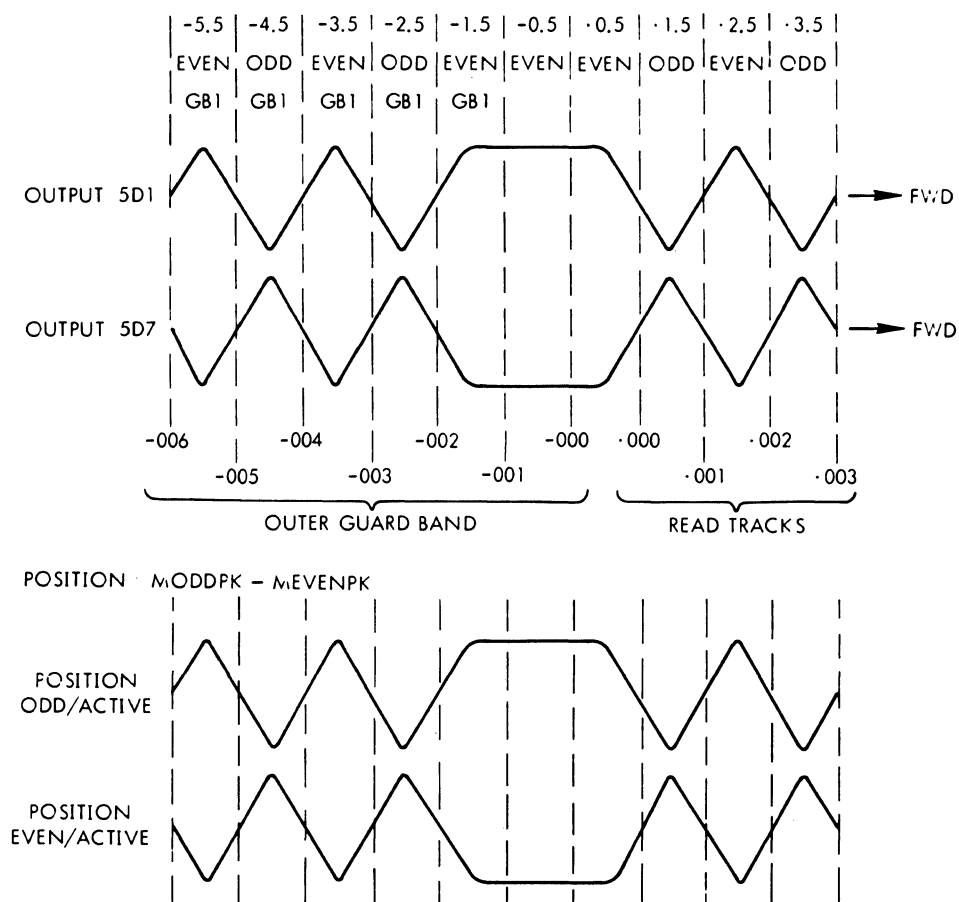 -5.5 -4.5 -3.5 -2.5 -1.5 -0.5 ·0.5 ·1.5 ·2.5 ·3.5
EVEN ODD EVEN ODD EVEN EVEN EVEN ODD EVEN ODD
GB1 GB1 GB1 GB1 GB1
OUTPUT 5D1
FWD
OUTPUT 5D7
FWD
-006 -004 -002 -000 ·000 ·002
-005 -003 -001 ·001 ·003
OUTER GUARD BAND
READ TRACKS
POSITION MODDPK - MEVENPK
POSITION
ODD/ACTIVE
POSITION
EVEN/ACTIVE